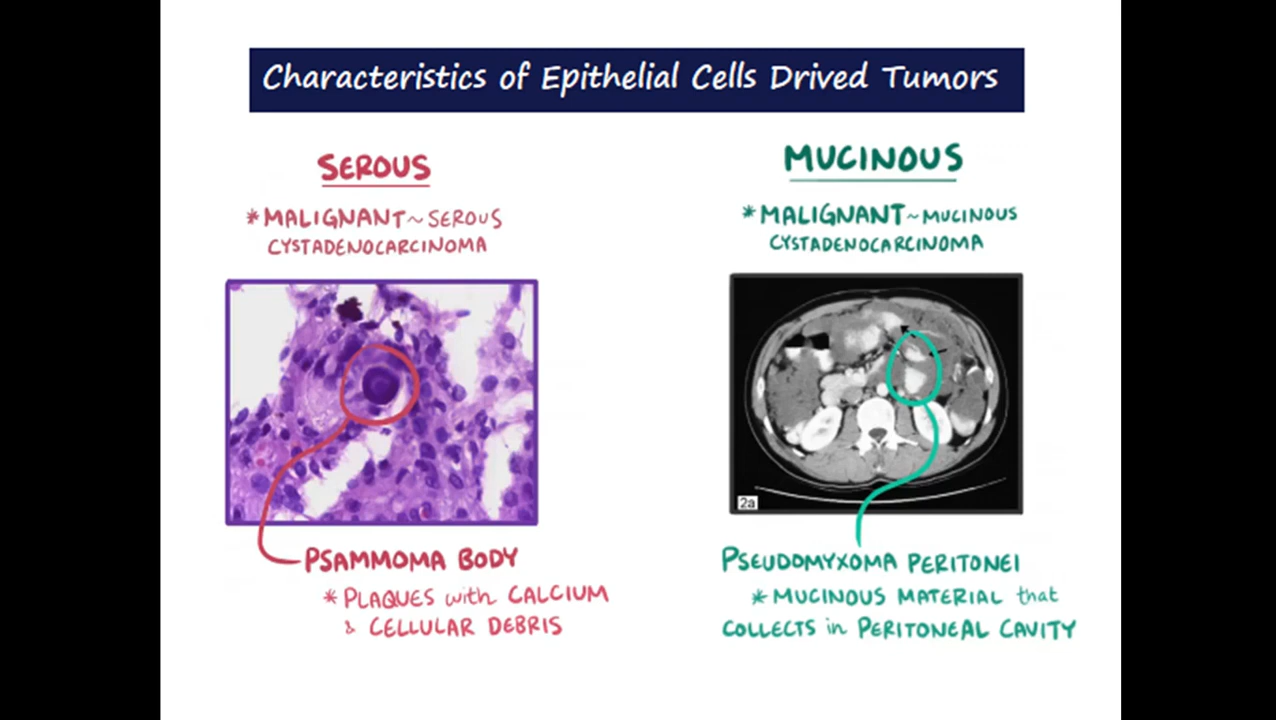 Characteristics of Epithelial Cells Drived Tumors
SEROUS
*MALIGNANT~SEROUS
CYSTADENOCARCINOMA
PSAMMOMA BODY
*PLAQUES with CALCIUM
& CELLULAR DEBRIS
MUCINOUS
*MALIGNANT~MUCINOUS
CYSTADENOCARCINOMA
2a
PSEUDOMYXOMA PERITONEI
*MUCINOUS MATERIAL that
COLLECTS in PERITONEAL CAVITY